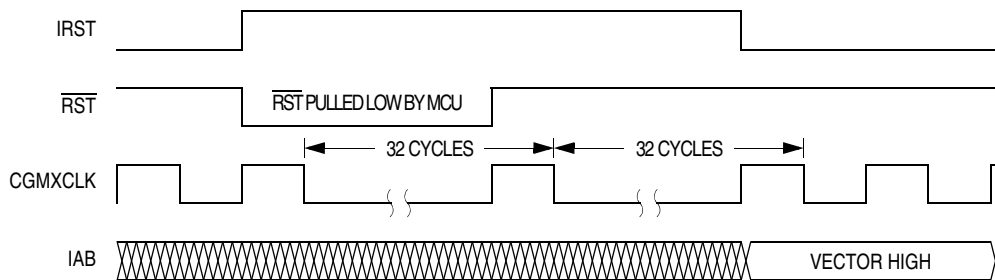 IRST
RST
RST PULLED LOW BY MCU
32 CYCLES
32 CYCLES
CGMXCLK
IAB
VECTOR HIGH